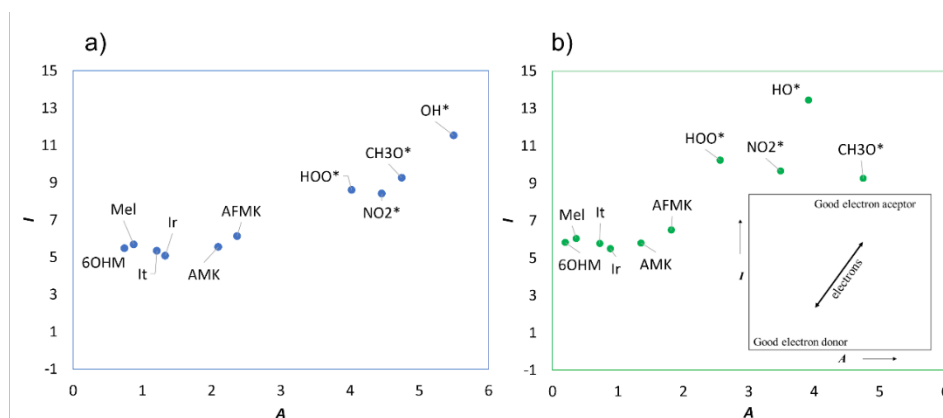 a)
15
13
11
9
7
5
3
1
-1
I
0
1
2
3
4
5
6
A
OH*
CH3O*
HOO*
NO2*
AFMK
Mel
Ir
6OHM
It
AMK
b)
15
13
11
9
7
5
3
1
-1
I
0
1
2
3
4
5
6
A
HO*
HOO*
NO2*
CH3O*
AFMK
Mel
It
6OHM
Ir
AMK
Good electron aceptor
I
electrons
Good electron donor
A